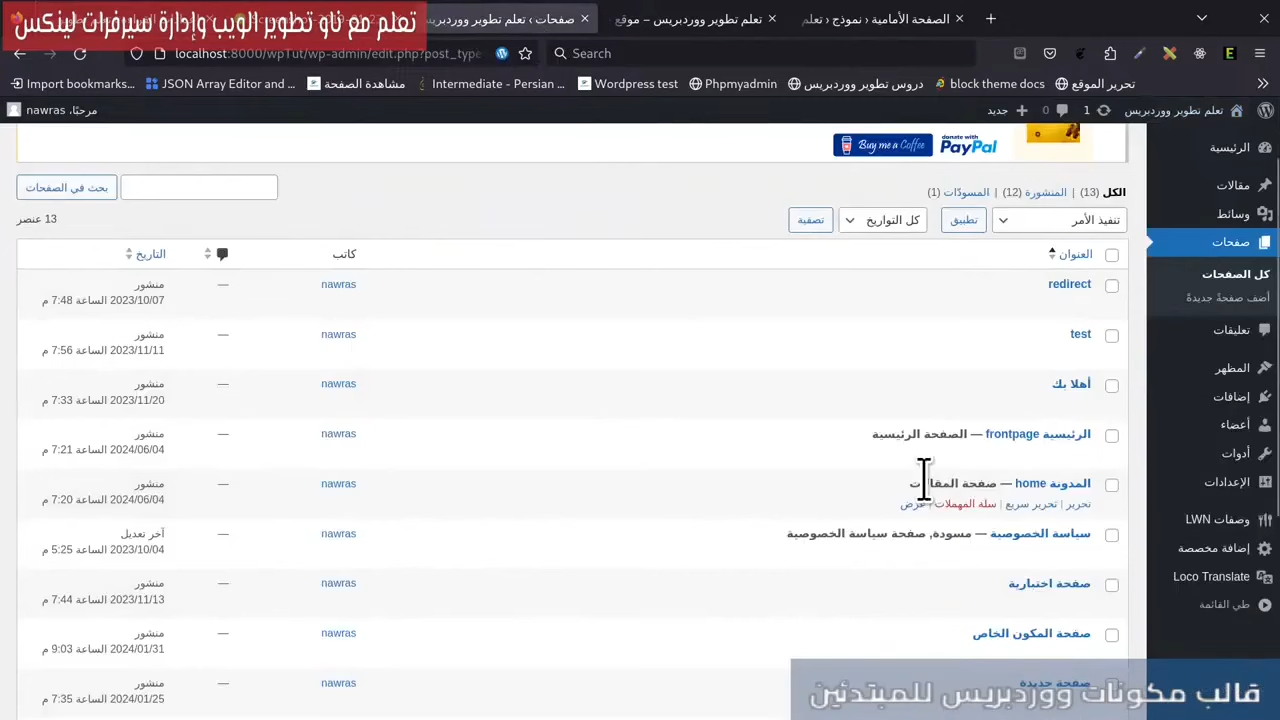 تعلم مع ناو تطوير الويب وإدارة سيرفرات لينكس
صفحات ‹ تعلم تطوير ووردبريس
تعلم تطوير ووردبريس – موقع
الصفحة الأمامية ‹ نموذج ‹ تعلم
localhost:8000/wpTut/wp-admin/edit.php?post_type
Search
Import bookmarks...
JSON Array Editor and ...
مشاهدة الصفحة
Intermediate - Persian ...
Wordpress test
Phpmyadmin
دروس تطوير ووردبريس
block theme docs
تحرير الموقع
تعلم تطوير ووردبريس
1
0
جديد
مرحبًا، nawras
Buy me a Coffee
donate with
PayPal
الكل (13) | المنشورة (12) | المسودّات (1)
بحث في الصفحات
تنفيذ الأمر
تطبيق
كل التواريخ
تصفية
13 عنصر
العنوان
كاتب
التاريخ
redirect
nawras
—
منشور
2023/10/07 الساعة 7:48 م
test
nawras
—
منشور
2023/11/11 الساعة 7:56 م
أهلا بك
nawras
—
منشور
2023/11/20 الساعة 7:33 م
الرئيسية frontpage — الصفحة الرئيسية
nawras
—
منشور
2024/06/04 الساعة 7:21 م
المدونة home — صفحة المقالات
تحرير | تحرير سريع | سلة المهملات | عرض
nawras
—
منشور
2024/06/04 الساعة 7:20 م
سياسة الخصوصية — مسودة, صفحة سياسة الخصوصية
nawras
—
آخر تعديل
2023/10/04 الساعة 5:25 م
صفحة اختبارية
nawras
—
منشور
2023/11/13 الساعة 7:44 م
صفحة المكون الخاص
nawras
—
منشور
2024/01/31 الساعة 9:03 م
صفحة جديدة
nawras
—
منشور
2024/01/25 الساعة 7:35 م
الرئيسية
مقالات
وسائط
صفحات
كل الصفحات
أضف صفحةً جديدةً
تعليقات
المظهر
إضافات
أعضاء
أدوات
الإعدادات
وصفات LWN
إضافة مخصصة
Loco Translate
طي القائمة
قالب مكونات ووردبريس للمبتدئين